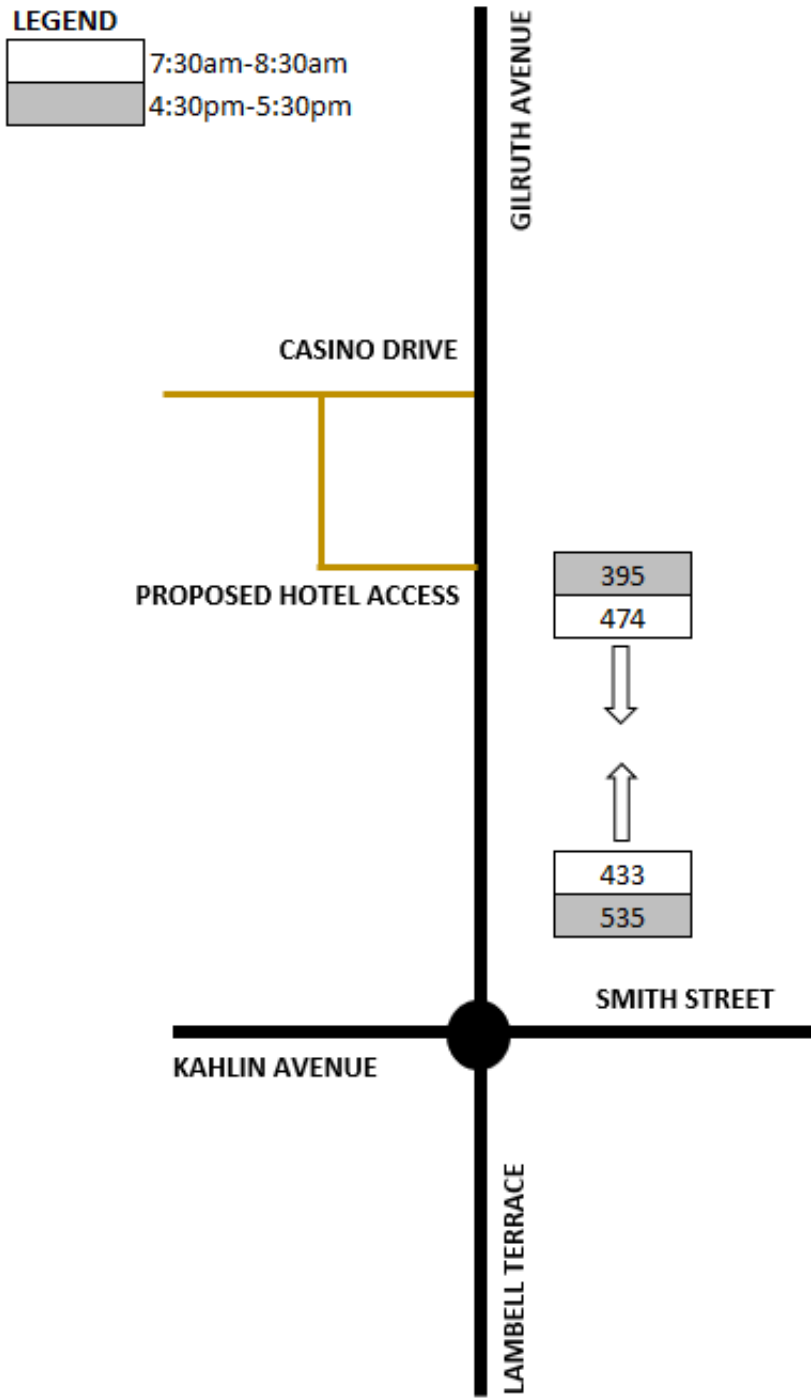 LEGEND
7:30am-8:30am
4:30pm-5:30pm
GILRUTH AVENUE
CASINO DRIVE
PROPOSED HOTEL ACCESS
395
474
433
535
SMITH STREET
KAHLIN AVENUE
LAMBELL TERRACE